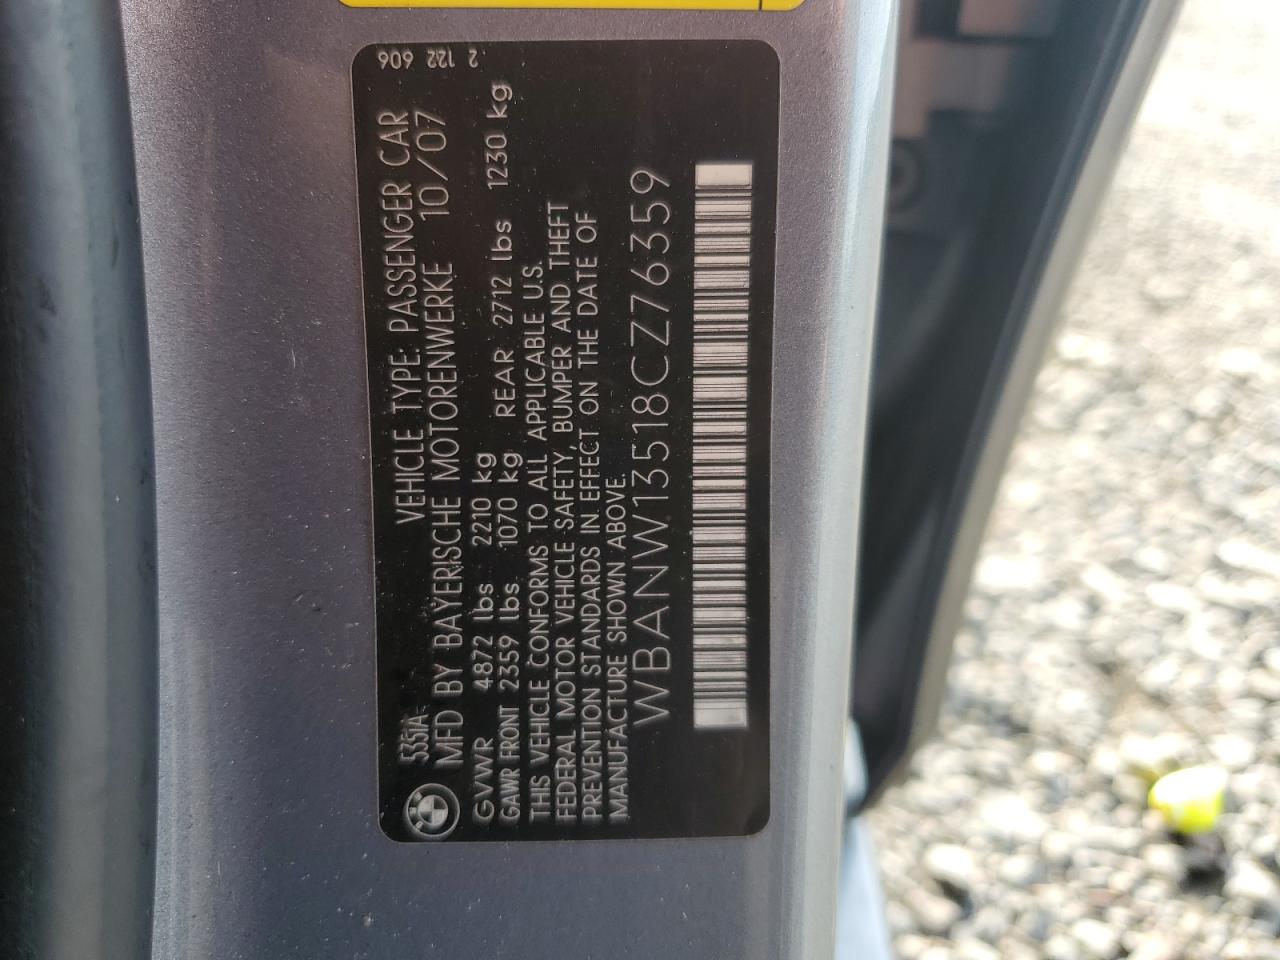 2 122 606
535iA VEHICLE TYPE: PASSENGER CAR
MFD BY BAYERISCHE MOTORENWERKE 10/07
GVWR 4872 lbs 2210 kg
GAWR FRONT 2359 lbs 1070 kg REAR 2712 lbs 1230 kg
THIS VEHICLE CONFORMS TO ALL APPLICABLE U.S.
FEDERAL MOTOR VEHICLE SAFETY, BUMPER AND THEFT
PREVENTION STANDARDS IN EFFECT ON THE DATE OF
MANUFACTURE SHOWN ABOVE.
WBANW13518CZ76359